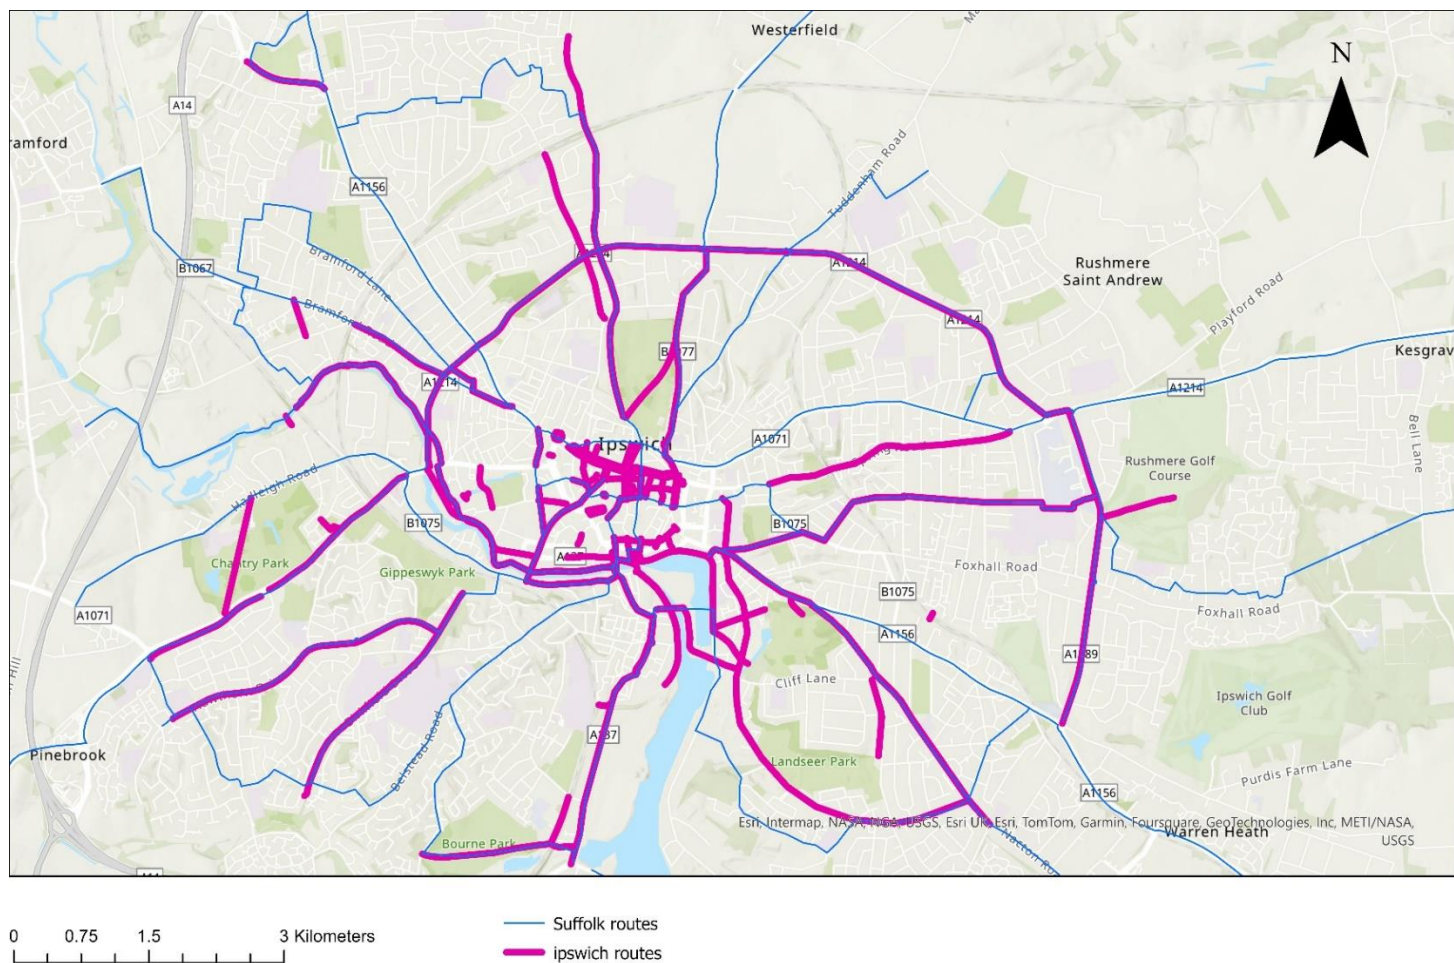 Westerfield
N
A14
ramford
A1156
Tuddenham Road
B1067
Bramford Lane
A1214
Rushmere
Saint Andrew
Playford Road
Bramford
A1214
B1077
Kesgrav
A1214
A1214
Ipswich
A1071
Bell Lane
Rushmere Golf
Course
Hadleigh Road
B1075
B1075
A137
Foxhall Road
Chantry Park
Gippeswyk Park
B1075
Foxhall Road
A1071
A1156
A1189
Cliff Lane
Ipswich Golf
Club
Belstead Road
A137
Pinebrook
Landseer Park
Purdis Farm Lane
A1156
Esri, Intermap, NASA, NGA, USGS, Esri UK, Esri, TomTom, Garmin, Foursquare, GeoTechnologies, Inc, METI/NASA,
USGS
Warren Heath
Nacton
Bourne Park
A14
0 0.75 1.5 3 Kilometers
Suffolk routes
ipswich routes